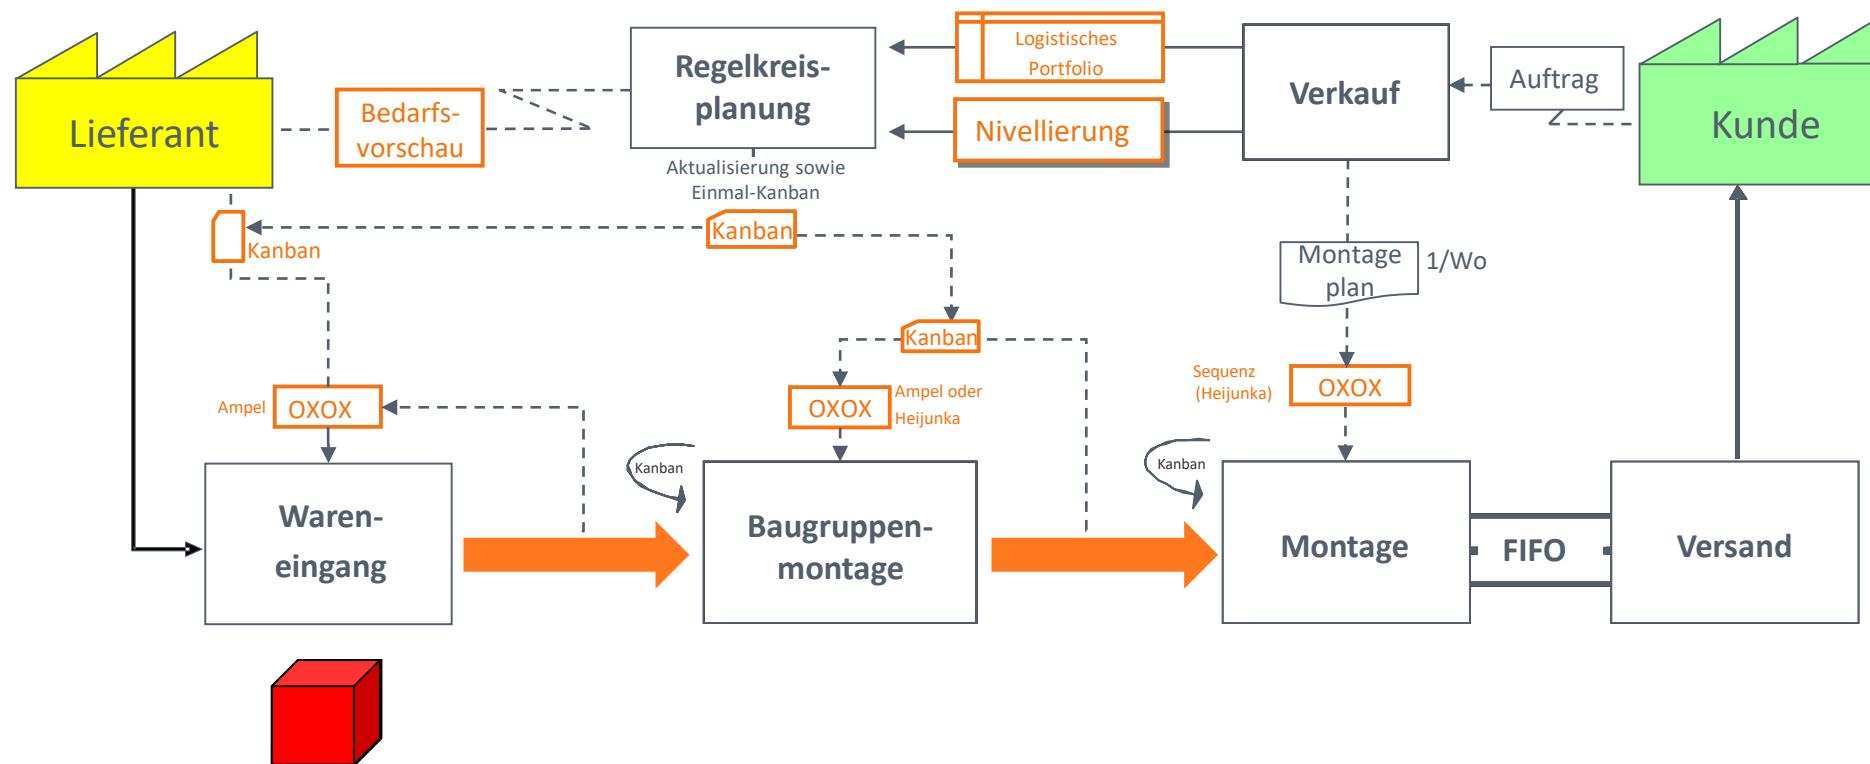 Lieferant
Bedarfs-
vorschau
Regelkreis-
planung
Logistisches
Portfolio
Nivellierung
Verkauf
Auftrag
Kunde
Aktualisierung sowie
Einmal-Kanban
Kanban
Kanban
Montage
plan
1/Wo
Kanban
Ampel
OXOX
OXOX
Ampel oder
Heijunka
Sequenz
(Heijunka)
OXOX
Waren-
eingang
Kanban
Baugruppen-
montage
Kanban
Montage
FIFO
Versand